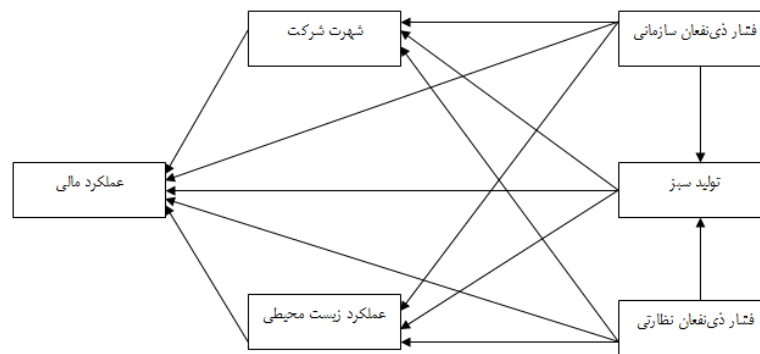 فشار ذی‌نفعان سازمانی
شهرت شرکت
تولید سبز
عملکرد مالی
فشار ذی‌نفعان نظارتی
عملکرد زیست محیطی